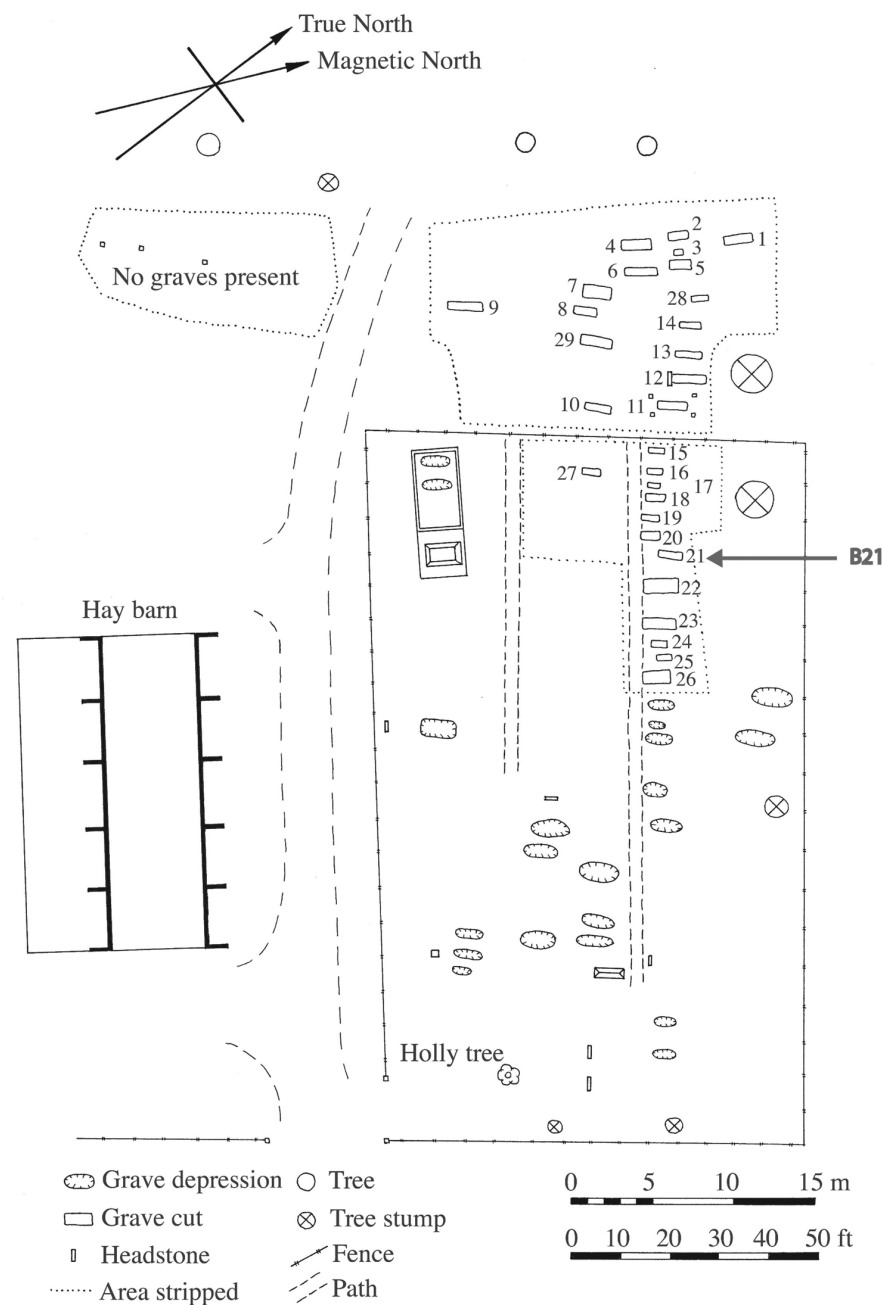 True North
Magnetic North
No graves present
1
2
3
4
5
6
7
8
9
28
14
29
13
12
10
11
15
27
16
17
18
19
20
21
B21
22
23
24
25
26
Hay barn
Holly tree
Grave depression
Tree
Grave cut
Tree stump
Headstone
Fence
Area stripped
Path
0 5 10 15 m
0 10 20 30 40 50 ft